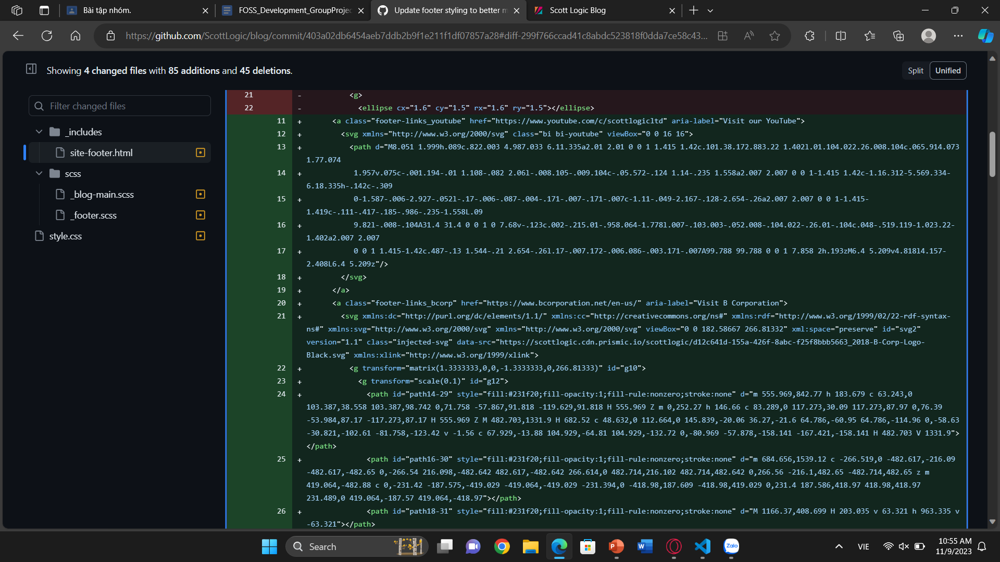 Bài tập nhóm.
FOSS_Development_GroupProjec
Update footer styling to better m
Scott Logic Blog
https://github.com/ScottLogic/blog/commit/403a02db6454aeb7ddb2b9f1e211f1df07857a28#diff-299f766ccad41c8abdc523818f0dda7ce58c43...
Showing 4 changed files with 85 additions and 45 deletions.
Split
Unified
Filter changed files
_includes
site-footer.html
scss
_blog-main.scss
_footer.scss
style.css
21 - <g>
22 - <ellipse cx="1.6" cy="1.5" rx="1.6" ry="1.5"></ellipse>
11 + <a class="footer-links_youtube" href="https://www.youtube.com/c/scottlogicltd" aria-label="Visit our YouTube">
12 + <svg xmlns="http://www.w3.org/2000/svg" class="bi bi-youtube" viewBox="0 0 16 16">
13 + <path d="M8.051 1.999h.089c.822.003 4.987.033 6.11.335a2.01 2.01 0 0 1 1.415 1.42c.101.38.172.883.22 1.402l.01.104.022.26.008.104c.065.914.073
1.77.074
14 + 1.957v.075c-.001.194-.01 1.108-.082 2.06l-.008.105-.009.104c-.05.572-.124 1.14-.235 1.558a2.007 2.007 0 0 1-1.415 1.42c-1.16.312-5.569.334-
6.18.335h-.142c-.309
15 + 0-1.587-.006-2.927-.052l-.17-.006-.087-.004-.171-.007-.171-.007c-1.11-.049-2.167-.128-2.654-.26a2.007 2.007 0 0 1-1.415-
1.419c-.111-.417-.185-.986-.235-1.558L.09
16 + 9.82l-.008-.104A31.4 31.4 0 0 1 0 7.68v-.123c.002-.215.01-.958.064-1.778l.007-.103.003-.052.008-.104.022-.26.01-.104c.048-.519.119-1.023.22-
1.402a2.007 2.007
17 + 0 0 1 1.415-1.42c.487-.13 1.544-.21 2.654-.26l.17-.007.172-.006.086-.003.171-.007A99.788 99.788 0 0 1 7.858 2h.193zM6.4 5.209v4.818l4.157-
2.408L6.4 5.209z"/>
18 + </svg>
19 + </a>
20 + <a class="footer-links_bcorp" href="https://www.bcorporation.net/en-us/" aria-label="Visit B Corporation">
21 + <svg xmlns:dc="http://purl.org/dc/elements/1.1/" xmlns:cc="http://creativecommons.org/ns#" xmlns:rdf="http://www.w3.org/1999/02/22-rdf-syntax-
ns#" xmlns:svg="http://www.w3.org/2000/svg" xmlns="http://www.w3.org/2000/svg" viewBox="0 0 182.58667 266.81332" xml:space="preserve" id="svg2"
version="1.1" class="injected-svg" data-src="https://scottlogic.cdn.prismic.io/scottlogic/d12c641d-155a-426f-8abc-f25f8bbb5663_2018-B-Corp-Logo-
Black.svg" xmlns:xlink="http://www.w3.org/1999/xlink">
22 + <g transform="matrix(1.3333333,0,0,-1.3333333,0,266.81333)" id="g10">
23 + <g transform="scale(0.1)" id="g12">
24 + <path id="path14-29" style="fill:#231f20;fill-opacity:1;fill-rule:nonzero;stroke:none" d="m 555.969,842.77 h 183.679 c 63.243,0
103.387,38.558 103.387,98.742 0,71.758 -57.867,91.818 -119.629,91.818 H 555.969 Z m 0,252.27 h 146.66 c 83.289,0 117.273,30.09 117.273,87.97 0,76.39
-53.984,87.17 -117.273,87.17 H 555.969 Z M 482.703,1331.9 H 682.52 c 48.632,0 112.664,0 145.839,-20.06 36.27,-21.6 64.786,-60.95 64.786,-114.96 0,-58.63
-30.821,-102.61 -81.758,-123.42 v -1.56 c 67.929,-13.88 104.929,-64.81 104.929,-132.72 0,-80.969 -57.878,-158.141 -167.421,-158.141 H 482.703 V 1331.9">
</path>
25 + <path id="path16-30" style="fill:#231f20;fill-opacity:1;fill-rule:nonzero;stroke:none" d="m 684.656,1539.12 c -266.519,0 -482.617,-216.09
-482.617,-482.65 0,-266.54 216.098,-482.642 482.617,-482.642 266.614,0 482.714,216.102 482.714,482.642 0,266.56 -216.1,482.65 -482.714,482.65 z m
419.064,-482.88 c 0,-231.42 -187.575,-419.029 -419.064,-419.029 -231.394,0 -418.98,187.609 -418.98,419.029 0,231.4 187.586,418.97 418.98,418.97
231.489,0 419.064,-187.57 419.064,-418.97"></path>
26 + <path id="path18-31" style="fill:#231f20;fill-opacity:1;fill-rule:nonzero;stroke:none" d="M 1166.37,408.699 H 203.035 v 63.321 h 963.335 v
-63.321"></path>
Search
Zalo
VIE
10:55 AM
11/9/2023